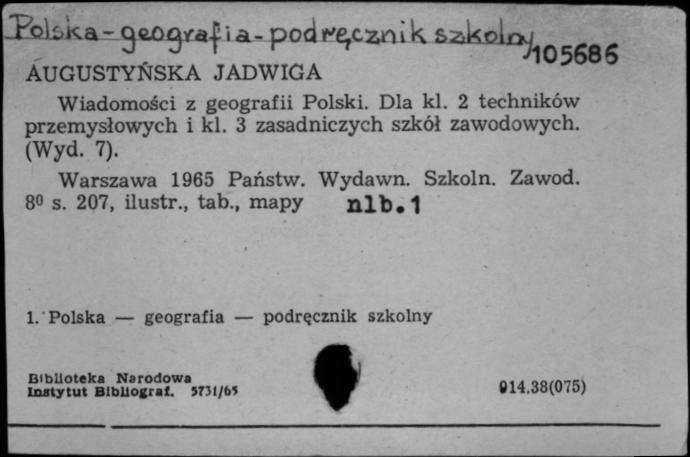 Polska-geografia-podręcznik szkolny
105686
AUGUSTYŃSKA JADWIGA
Wiadomości z geografii Polski. Dla kl. 2 techników
przemysłowych i kl. 3 zasadniczych szkół zawodowych.
(Wyd. 7).
Warszawa 1965 Państw. Wydawn. Szkoln. Zawod.
8⁰ s. 207, ilustr., tab., mapy nlb.1
1. Polska — geografia — podręcznik szkolny
Biblioteka Narodowa
Instytut Bibliograf. 5731/65
914.38(075)